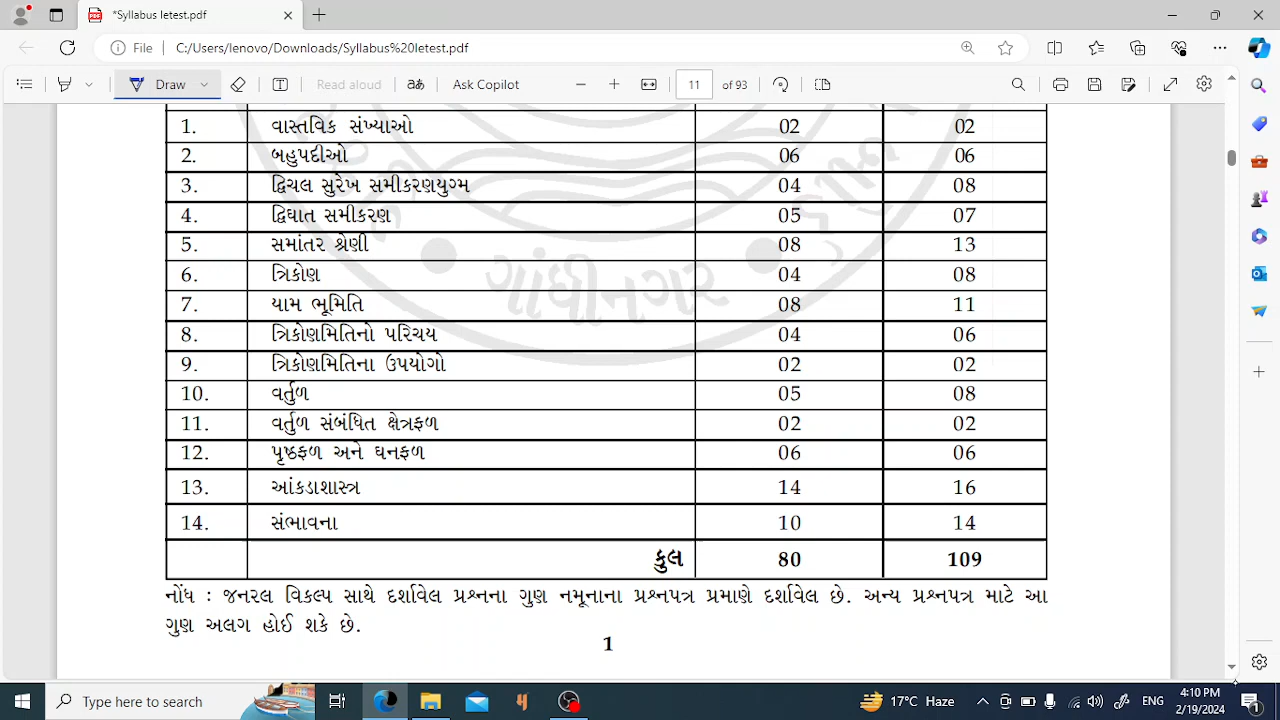 *Syllabus letest.pdf
File C:/Users/lenovo/Downloads/Syllabus%20letest.pdf
Draw Read aloud aあ Ask Copilot 11 of 93
1. વાસ્તવિક સંખ્યાઓ 02 02
2. બહુપદીઓ 06 06
3. દ્વિચલ સુરેખ સમીકરણયુગ્મ 04 08
4. દ્વિઘાત સમીકરણ 05 07
5. સમાંતર શ્રેણી 08 13
6. ત્રિકોણ 04 08
7. યામ ભૂમિતિ 08 11
8. ત્રિકોણમિતિનો પરિચય 04 06
9. ત્રિકોણમિતિના ઉપયોગો 02 02
10. વર્તુળ 05 08
11. વર્તુળ સંબંધિત ક્ષેત્રફળ 02 02
12. પૃષ્ઠફળ અને ઘનફળ 06 06
13. આંકડાશાસ્ત્ર 14 16
14. સંભાવના 10 14
કુલ 80 109
ગાંધીનગર
નોંધ : જનરલ વિકલ્પ સાથે દર્શાવેલ પ્રશ્નના ગુણ નમૂનાના પ્રશ્નપત્ર પ્રમાણે દર્શાવેલ છે. અન્ય પ્રશ્નપત્ર માટે આ
ગુણ અલગ હોઈ શકે છે.
1
Type here to search 17°C Haze ENG 4:10 PM
2/19/2024